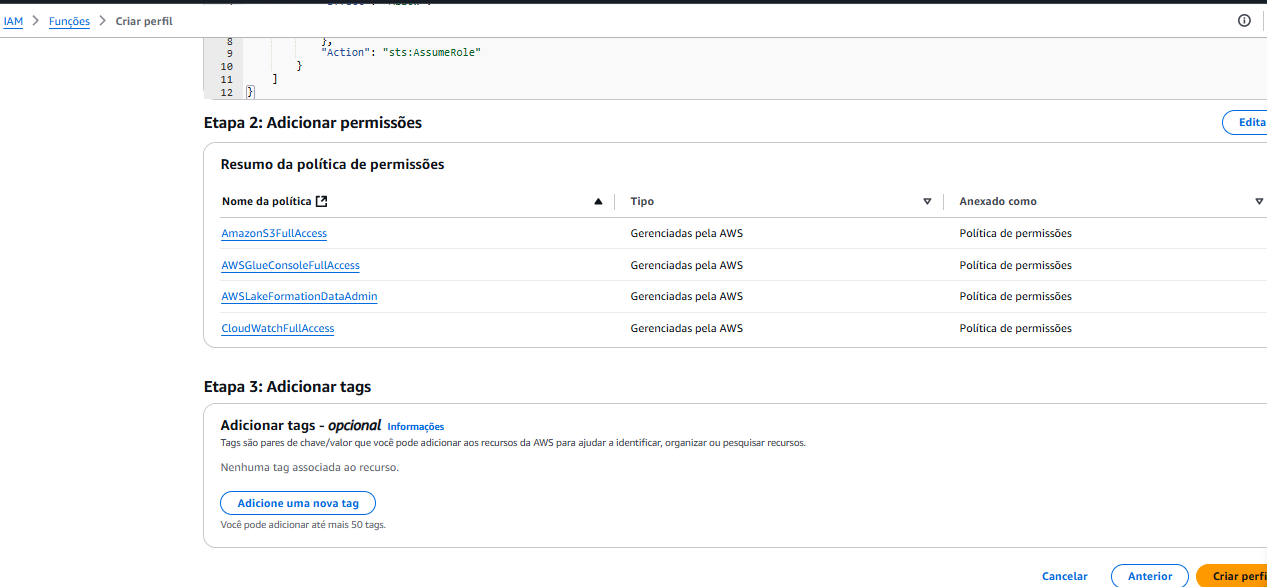 IAM > Funções > Criar perfil
8 },
9 "Action": "sts:AssumeRole"
10 }
11 ]
12 }
Etapa 2: Adicionar permissões
Edita
Resumo da política de permissões
Nome da política Tipo Anexado como
AmazonS3FullAccess Gerenciadas pela AWS Política de permissões
AWSGlueConsoleFullAccess Gerenciadas pela AWS Política de permissões
AWSLakeFormationDataAdmin Gerenciadas pela AWS Política de permissões
CloudWatchFullAccess Gerenciadas pela AWS Política de permissões
Etapa 3: Adicionar tags
Adicionar tags - opcional Informações
Tags são pares de chave/valor que você pode adicionar aos recursos da AWS para ajudar a identificar, organizar ou pesquisar recursos.
Nenhuma tag associada ao recurso.
Adicione uma nova tag
Você pode adicionar até mais 50 tags.
Cancelar Anterior Criar perfi